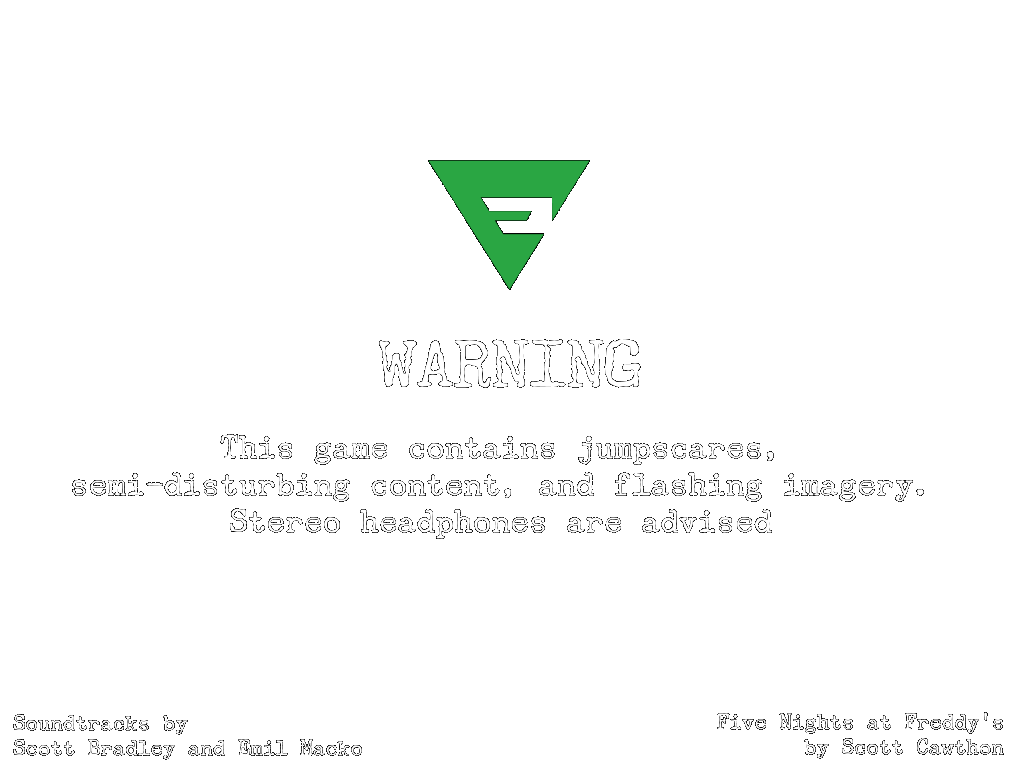 WARNING
This game contains jumpscares,
semi-disturbing content, and flashing imagery.
Stereo headphones are advised
Soundtracks by
Scott Bradley and Emil Macko
Five Nights at Freddy's
by Scott Cawthon